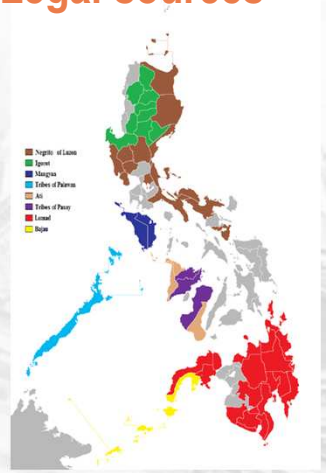 Legal sources
Negrito of Luzon
Igorot
Mangyan
Tribes of Palawan
Ati
Tribes of Panay
Lumad
Bajau